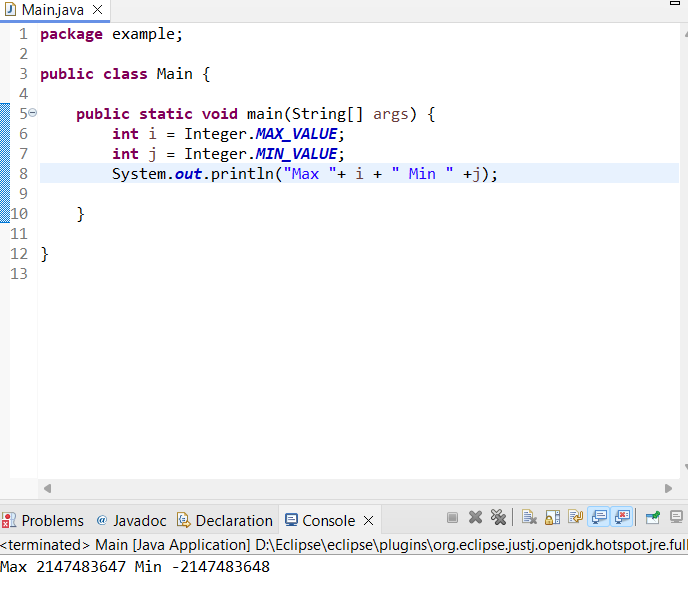 Main.java
1 package example;
2
3 public class Main {
4
5 public static void main(String[] args) {
6 int i = Integer.MAX_VALUE;
7 int j = Integer.MIN_VALUE;
8 System.out.println("Max "+ i + " Min " +j);
9
10 }
11
12 }
13
Problems @ Javadoc Declaration Console
<terminated> Main [Java Application] D:\Eclipse\eclipse\plugins\org.eclipse.justj.openjdk.hotspot.jre.full
Max 2147483647 Min -2147483648